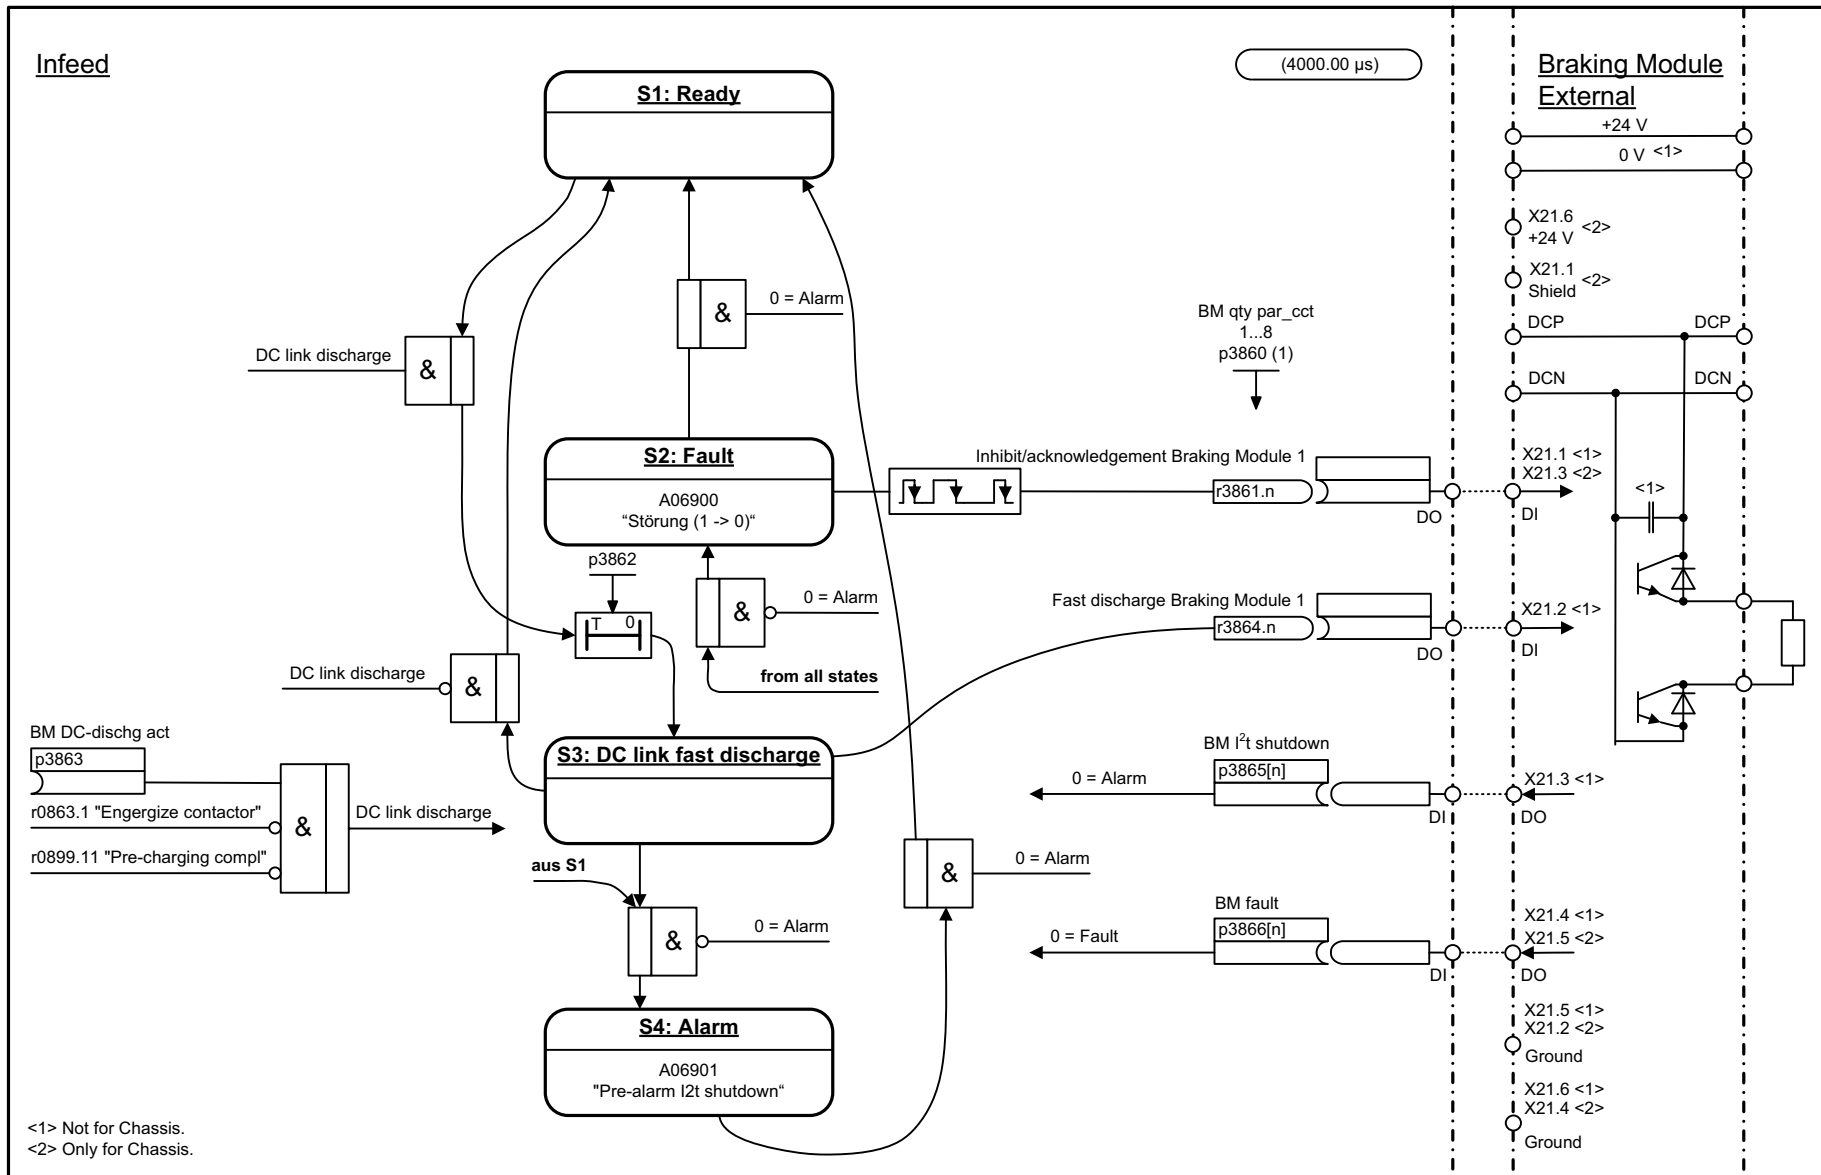 Infeed
(4000.00 µs)
Braking Module
External
S1: Ready
+24 V
0 V <1>
X21.6
+24 V <2>
X21.1
Shield <2>
& 0 = Alarm
DC link discharge &
BM qty par_cct
1...8
p3860 (1)
DCP DCP
DCN DCN
S2: Fault
A06900
“Störung (1 -> 0)“
Inhibit/acknowledgement Braking Module 1
r3861.n
DO
X21.1 <1>
X21.3 <2>
DI
<1>
p3862
T 0
& 0 = Alarm
from all states
Fast discharge Braking Module 1
r3864.n
DO
X21.2 <1>
DI
DC link discharge &
BM DC-dischg act
p3863
r0863.1 "Engergize contactor"
r0899.11 "Pre-charging compl"
& DC link discharge
S3: DC link fast discharge
BM I²t shutdown
p3865[n]
0 = Alarm
DI
X21.3 <1>
DO
aus S1
& 0 = Alarm
& 0 = Alarm
BM fault
p3866[n]
0 = Fault
DI
X21.4 <1>
X21.5 <2>
DO
S4: Alarm
A06901
"Pre-alarm I2t shutdown“
X21.5 <1>
X21.2 <2>
Ground
X21.6 <1>
X21.4 <2>
Ground
<1> Not for Chassis.
<2> Only for Chassis.